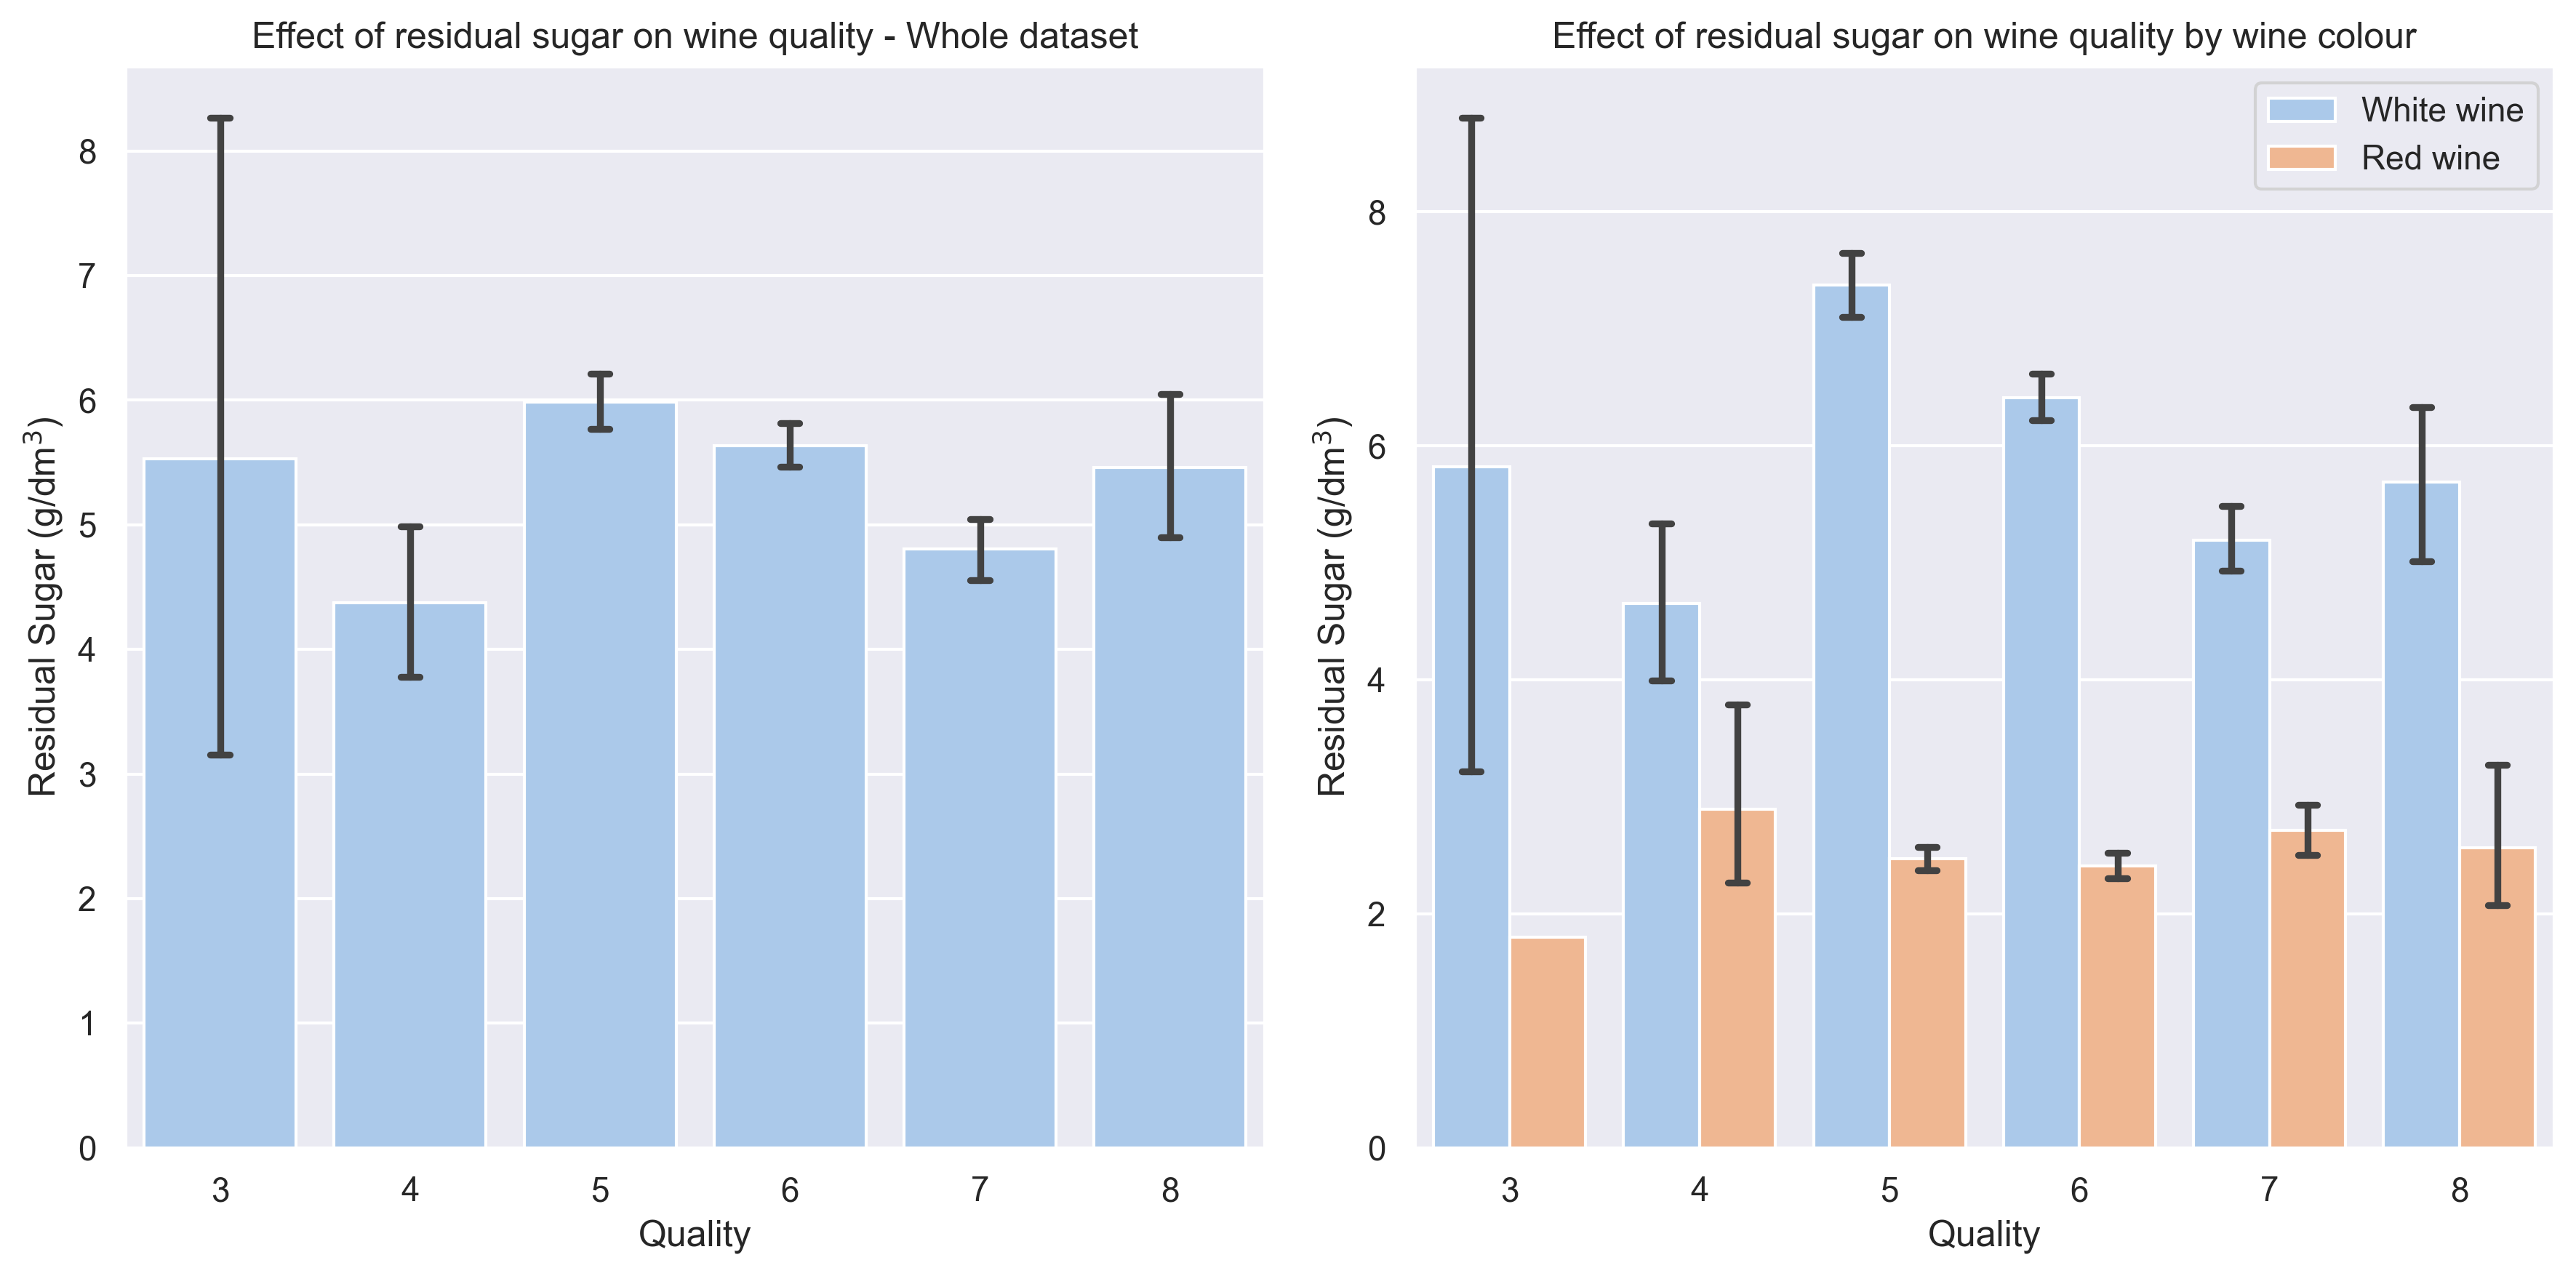 Effect of residual sugar on wine quality - Whole dataset
Residual Sugar (g/dm³)
8
7
6
5
4
3
2
1
0
3 4 5 6 7 8
Quality
Effect of residual sugar on wine quality by wine colour
White wine
Red wine
Residual Sugar (g/dm³)
8
6
4
2
0
3 4 5 6 7 8
Quality